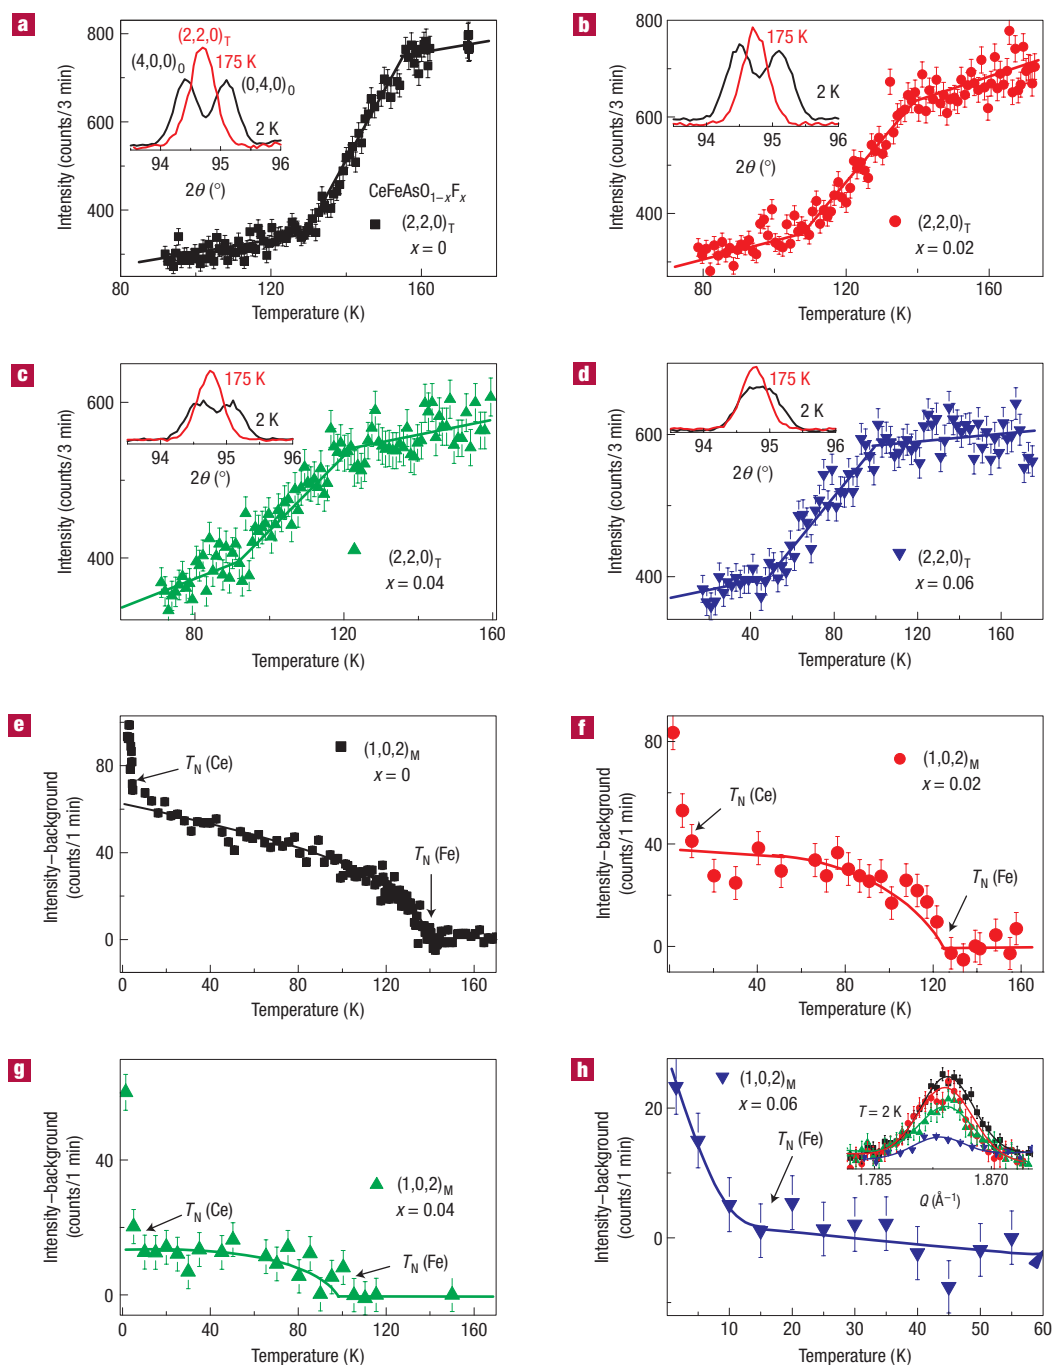 a
800
600
400
Intensity (counts/3 min)
(2,2,0)T
(4,0,0)O
175 K
(0,4,0)O
2 K
94
95
96
2θ (°)
CeFeAsO1−xFx
(2,2,0)T
x = 0
80
120
160
Temperature (K)
b
800
600
400
Intensity (counts/3 min)
175 K
2 K
94
95
96
2θ (°)
(2,2,0)T
x = 0.02
80
120
160
Temperature (K)
c
600
400
Intensity (counts/3 min)
175 K
2 K
94
95
96
2θ (°)
(2,2,0)T
x = 0.04
80
120
160
Temperature (K)
d
600
400
Intensity (counts/3 min)
175 K
2 K
94
95
96
2θ (°)
(2,2,0)T
x = 0.06
40
80
120
160
Temperature (K)
e
80
40
0
Intensity–background
(counts/1 min)
(1,0,2)M
x = 0
TN (Ce)
TN (Fe)
0
40
80
120
160
Temperature (K)
f
80
40
0
Intensity–background
(counts/1 min)
(1,0,2)M
x = 0.02
TN (Ce)
TN (Fe)
40
80
120
160
Temperature (K)
g
40
0
Intensity–background
(counts/1 min)
(1,0,2)M
x = 0.04
TN (Ce)
TN (Fe)
0
40
80
120
160
Temperature (K)
h
20
0
Intensity–background
(counts/1 min)
(1,0,2)M
x = 0.06
T = 2 K
TN (Fe)
1.785
1.870
Q (Å−1)
10
20
30
40
50
60
Temperature (K)